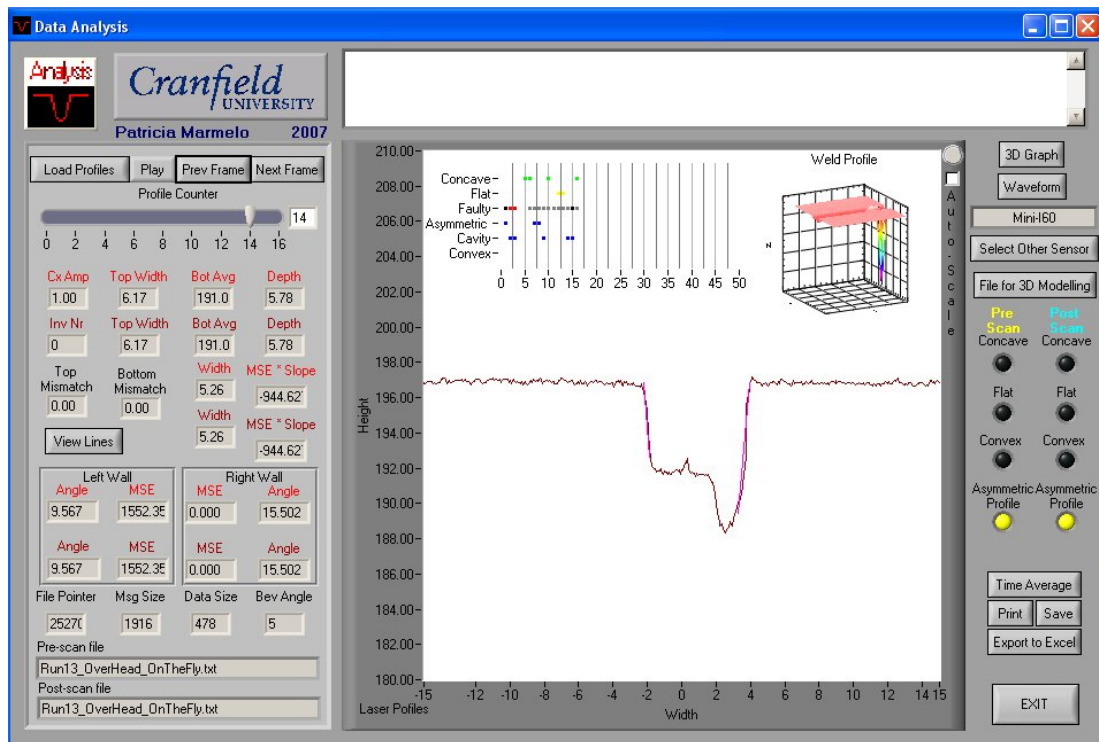 Data Analysis
Analysis
Cranfield
UNIVERSITY
Patricia Marmelo 2007
Load Profiles Play Prev Frame Next Frame
Profile Counter
14
0 2 4 6 8 10 12 14 16
Cx Amp Top Width Bot Avg Depth
1.00 6.17 191.0 5.78
Inv Nr Top Width Bot Avg Depth
0 6.17 191.0 5.78
Top Mismatch Bottom Mismatch Width MSE * Slope
0.00 0.00 5.26 -944.62
Width MSE * Slope
5.26 -944.62
View Lines
Left Wall Right Wall
Angle MSE MSE Angle
9.567 1552.35 0.000 15.502
Angle MSE MSE Angle
9.567 1552.35 0.000 15.502
File Pointer Msg Size Data Size Bev Angle
2527( 1916 478 5
Pre-scan file
Run13_OverHead_OnTheFly.txt
Post-scan file
Run13_OverHead_OnTheFly.txt
210.00
208.00
206.00
204.00
202.00
200.00
198.00
196.00
194.00
192.00
190.00
188.00
186.00
184.00
182.00
180.00
Height
-15 -12 -10 -8 -6 -4 -2 0 2 4 6 8 10 12 14 15
Laser Pofiles
Width
Concave
Flat
Faulty
Asymmetric
Cavity
Convex
0 5 10 15 20 25 30 35 40 45 50
Weld Profile
Z
Auto-Scale
3D Graph
Waveform
Mini-I60
Select Other Sensor
File for 3D Modelling
Pre Scan Post Scan
Concave Concave
Flat Flat
Convex Convex
Asymmetric Profile Asymmetric Profile
Time Average
Print Save
Export to Excel
EXIT